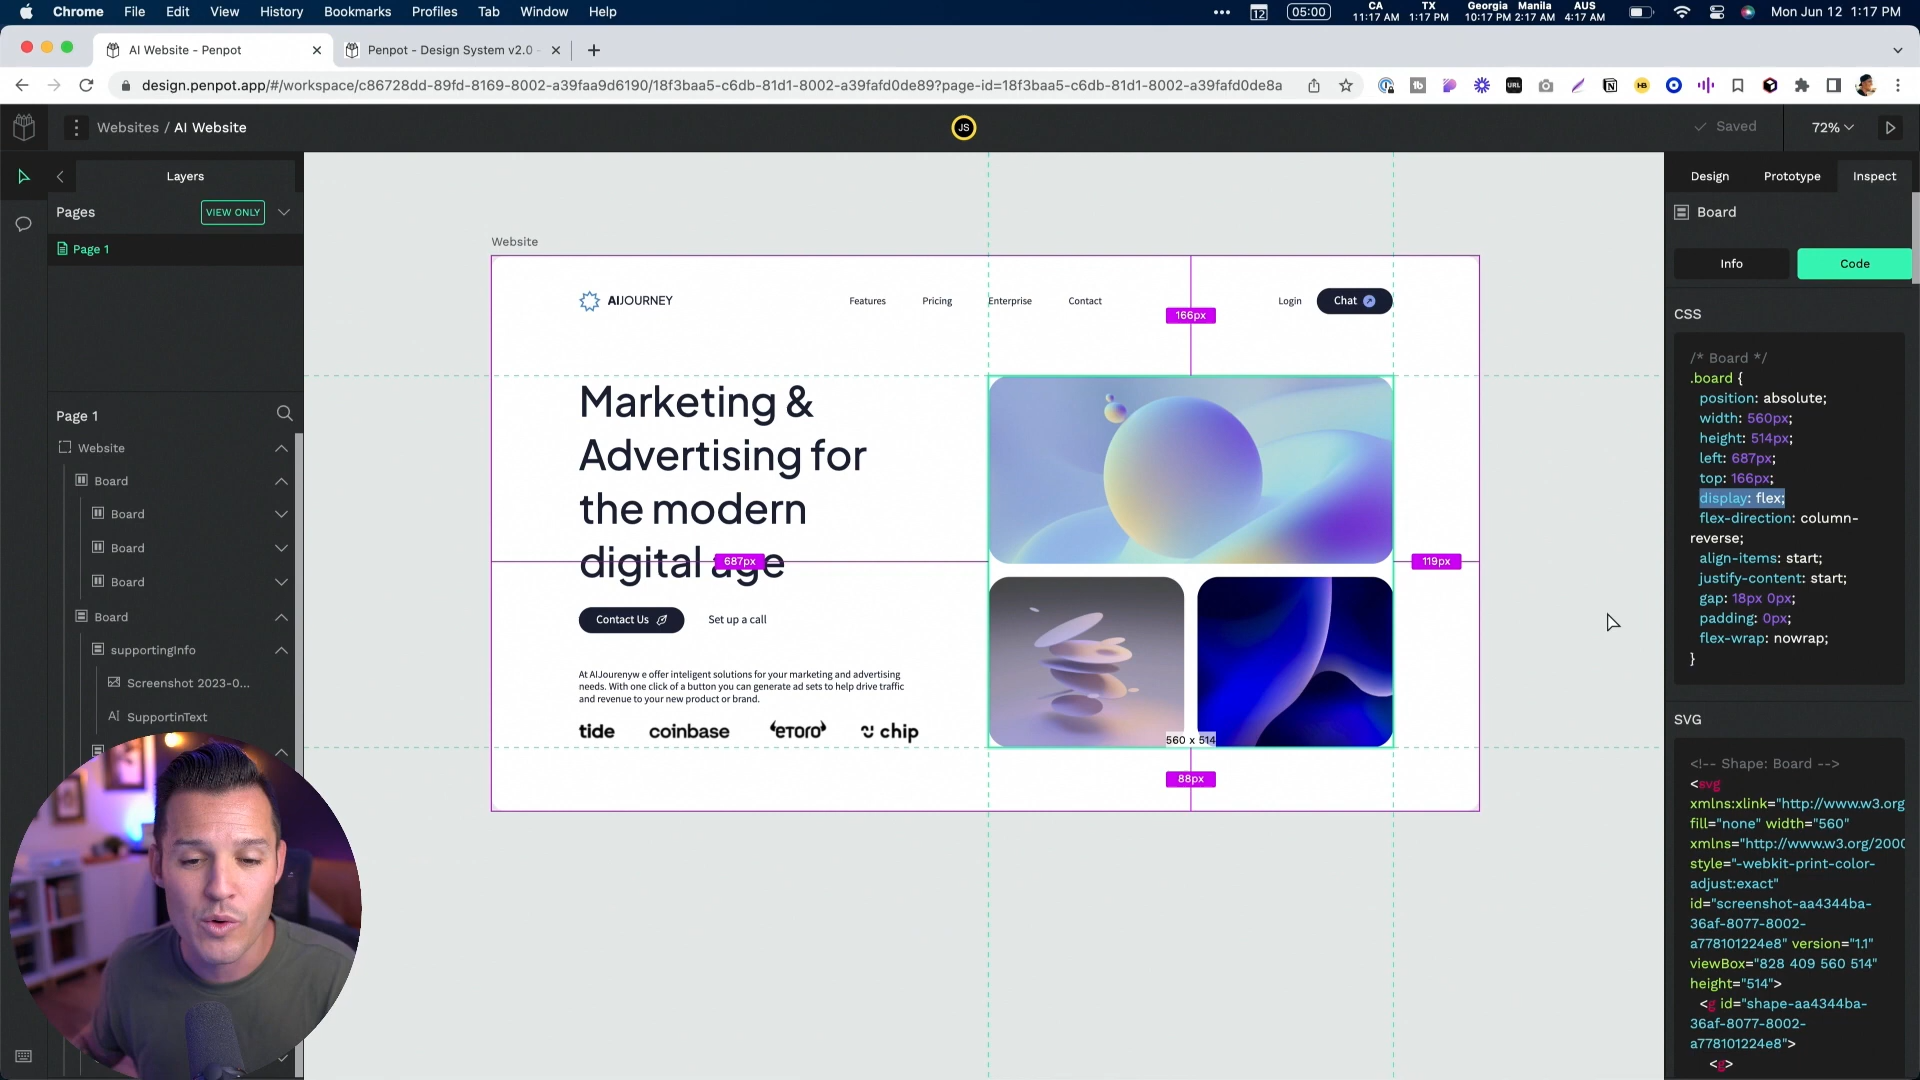 Chrome File Edit View History Bookmarks Profiles Tab Window Help
12 05:00 CA 11:17 AM TX 1:17 PM Georgia 10:17 PM Manila 2:17 AM AUS 4:17 AM Mon Jun 12 1:17 PM
AI Website - Penpot
Penpot - Design System v2.0 -
design.penpot.app/#/workspace/c86728dd-89fd-8169-8002-a39faa9d6190/18f3baa5-c6db-81d1-8002-a39fafd0de89?page-id=18f3baa5-c6db-81d1-8002-a39fafd0de8a
tb URL HB
Websites / AI Website
JS
Saved
72%
Layers
Pages
VIEW ONLY
Page 1
Page 1
Website
Board
Board
Board
Board
Board
supportingInfo
Screenshot 2023-0...
SupportinText
Website
AIJOURNEY
Features Pricing Enterprise Contact
Login
Chat
166px
Marketing &
Advertising for
the modern
digital age
687px
119px
Contact Us
Set up a call
At AIJourenyw e offer inteligent solutions for your marketing and advertising
needs. With one click of a button you can generate ad sets to help drive traffic
and revenue to your new product or brand.
tide coinbase eToro chip
560 x 514
88px
Design Prototype Inspect
Board
Info
Code
CSS
/* Board */
.board {
position: absolute;
width: 560px;
height: 514px;
left: 687px;
top: 166px;
display: flex;
flex-direction: column-
reverse;
align-items: start;
justify-content: start;
gap: 18px 0px;
padding: 0px;
flex-wrap: nowrap;
}
SVG
<!-- Shape: Board -->
<svg
xmlns:xlink="http://www.w3.org
fill="none" width="560"
xmlns="http://www.w3.org/2000
style="-webkit-print-color-
adjust:exact"
id="screenshot-aa4344ba-
36af-8077-8002-
a778101224e8" version="1.1"
viewBox="828 409 560 514"
height="514">
<g id="shape-aa4344ba-
36af-8077-8002-
a778101224e8">
<g>